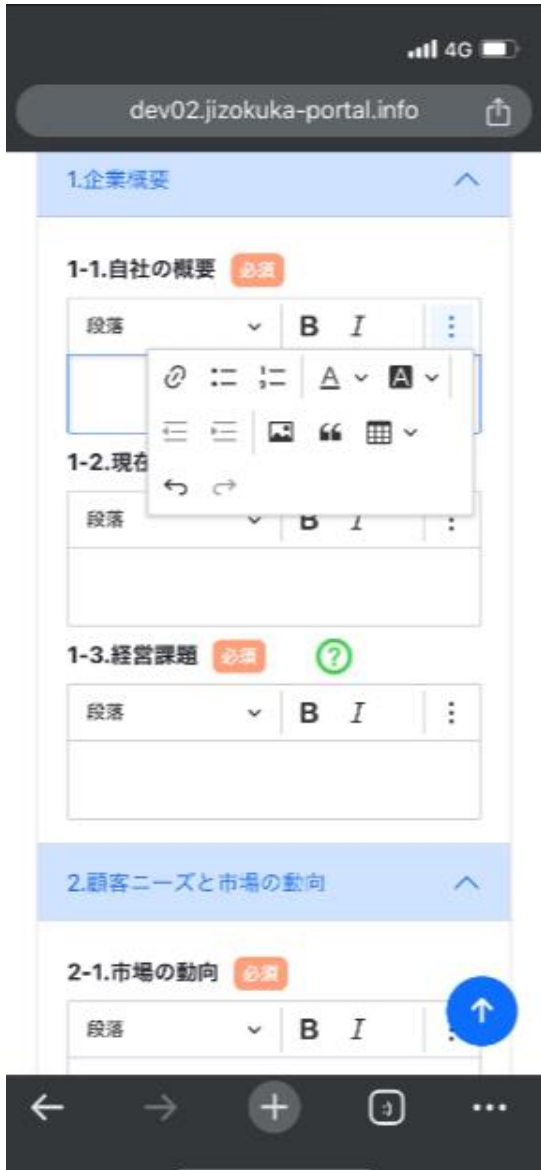 4G
dev02.jizokuka-portal.info
1.企業概要
1-1.自社の概要 必須
段落 B I
A A
1-2.現在
段落 B I
1-3.経営課題 必須 ?
段落 B I
2.顧客ニーズと市場の動向
2-1.市場の動向 必須
段落 B I
:)